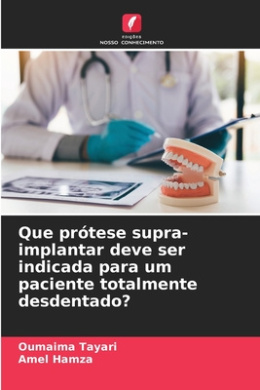 edições
NOSSO CONHECIMENTO
Que prótese supra-
implantar deve ser
indicada para um
paciente totalmente
desdentado?
Oumaima Tayari
Amel Hamza